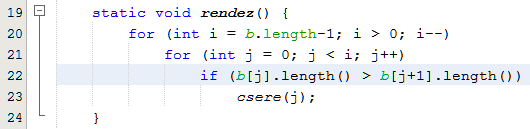 19 static void rendez() {
20 for (int i = b.length-1; i > 0; i--)
21 for (int j = 0; j < i; j++)
22 if (b[j].length() > b[j+1].length())
23 csere(j);
24 }